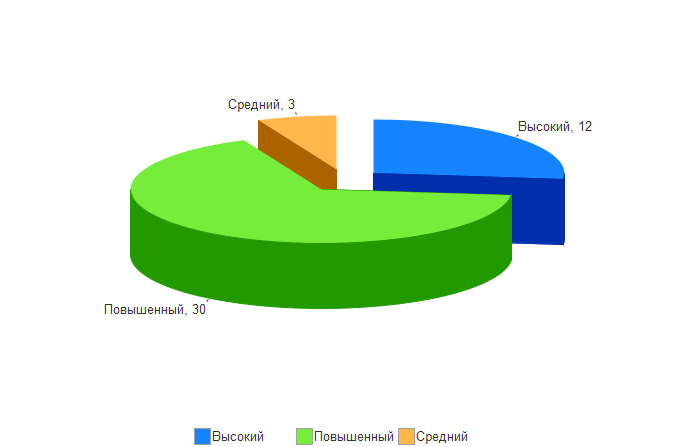 Средний, 3
Высокий, 12
Повышенный, 30
Высокий Повышенный Средний